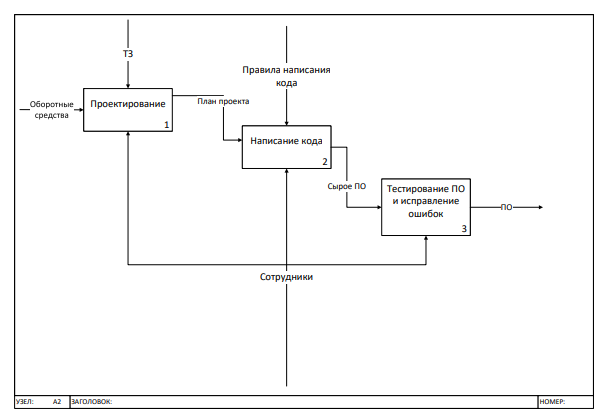 ТЗ
Правила написания
кода
Оборотные
средства
Проектирование
1
План проекта
Написание кода
2
Сырое ПО
Тестирование ПО
и исправление
ошибок
3
ПО
Сотрудники
УЗЕЛ: А2 ЗАГОЛОВОК: НОМЕР: